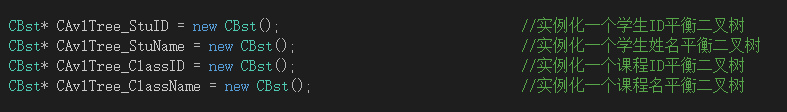 CBst* CAvlTree_StuID = new CBst(); //实例化一个学生ID平衡二叉树
CBst* CAvlTree_StuName = new CBst(); //实例化一个学生姓名平衡二叉树
CBst* CAvlTree_ClassID = new CBst(); //实例化一个课程ID平衡二叉树
CBst* CAvlTree_ClassName = new CBst(); //实例化一个课程名平衡二叉树